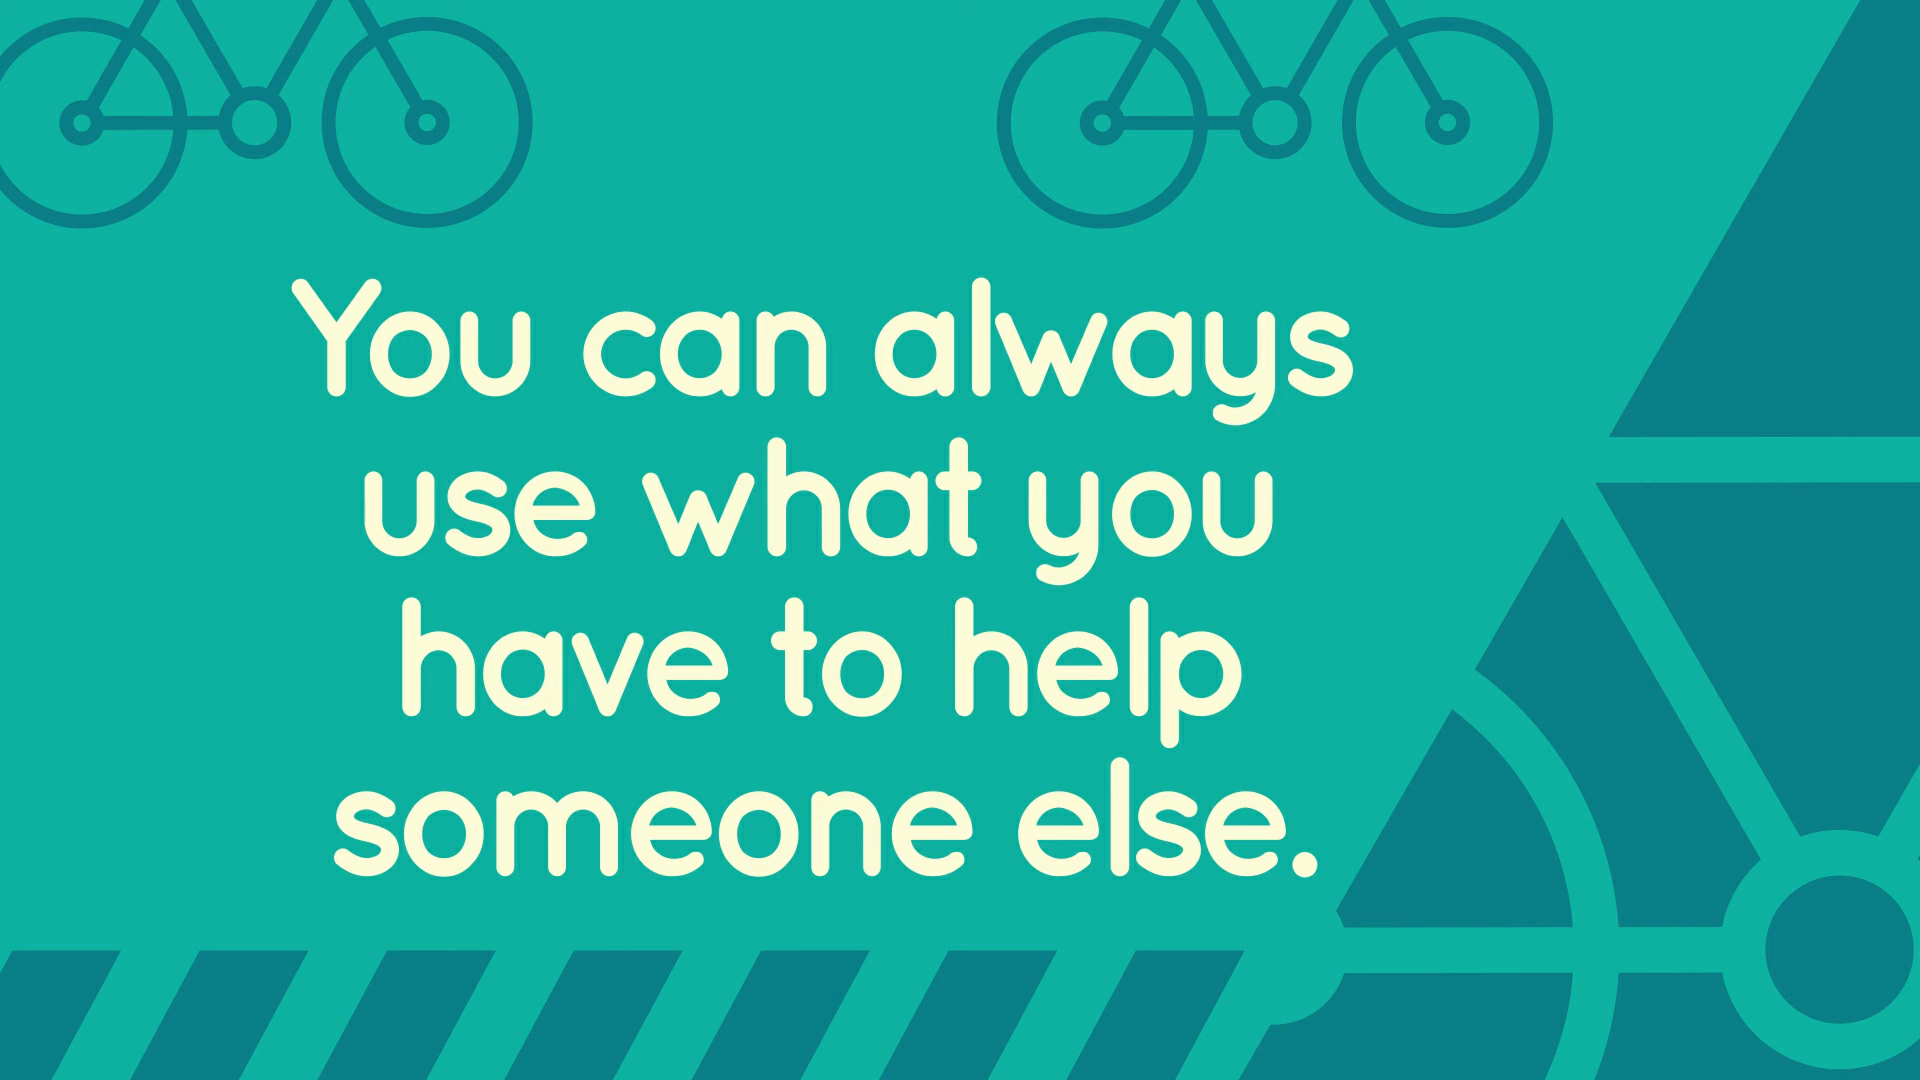 You can always
use what you
have to help
someone else.